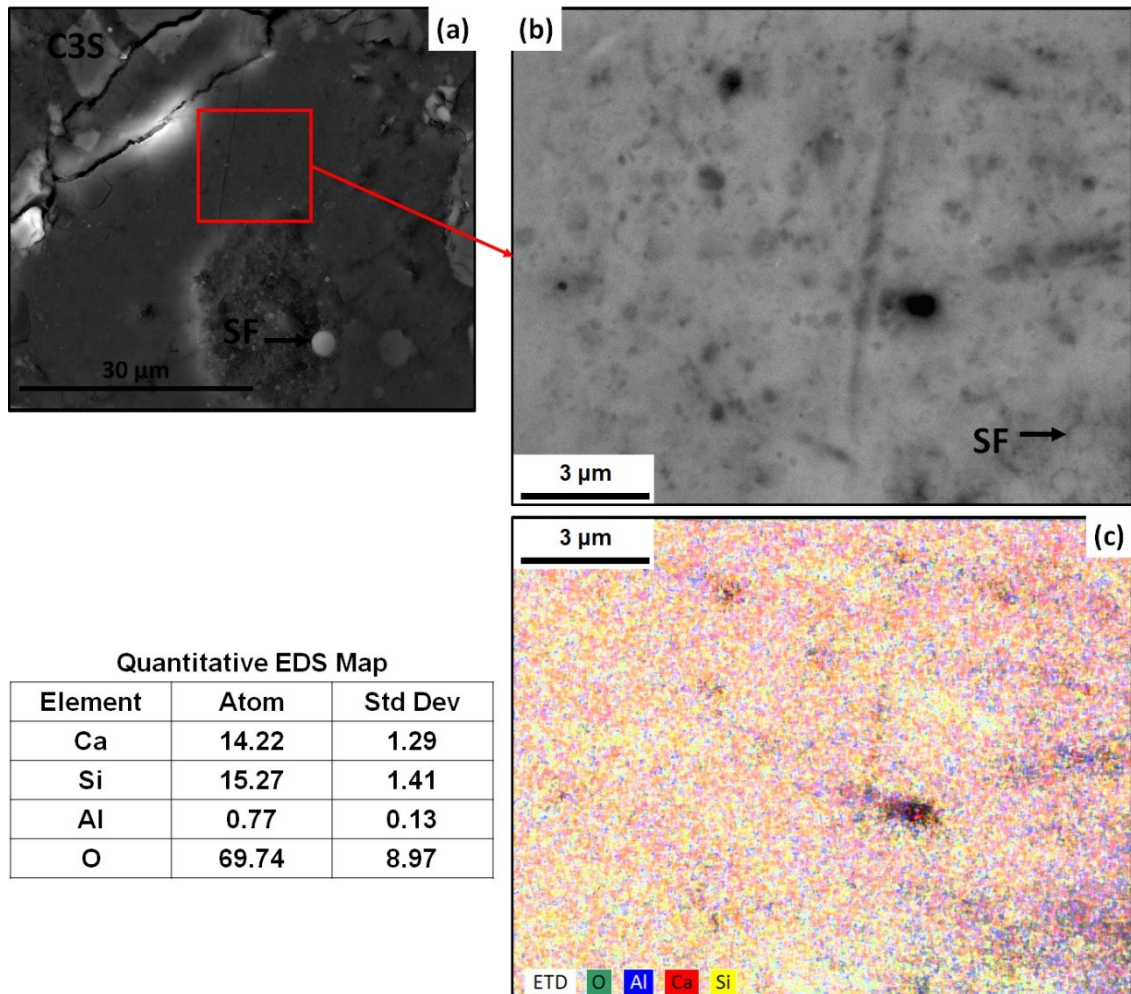 (a)
C3S
SF
30 µm
(b)
SF
3 µm
3 µm
(c)
ETD O Al Ca Si
Quantitative EDS Map
Element Atom Std Dev
Ca 14.22 1.29
Si 15.27 1.41
Al 0.77 0.13
O 69.74 8.97